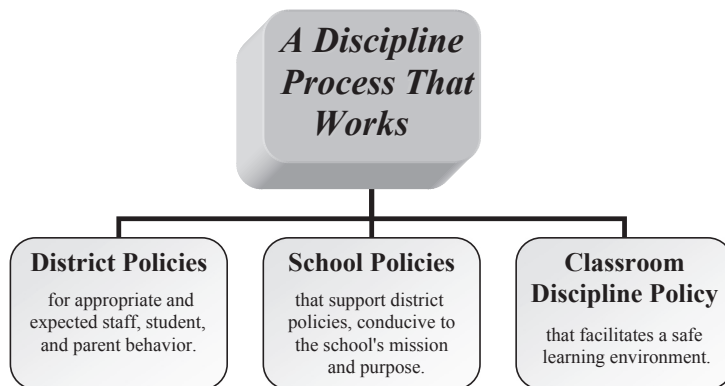 A Discipline
Process That
Works
District Policies
for appropriate and
expected staff, student,
and parent behavior.
School Policies
that support district
policies, conducive to
the school's mission
and purpose.
Classroom
Discipline Policy
that facilitates a safe
learning environment.